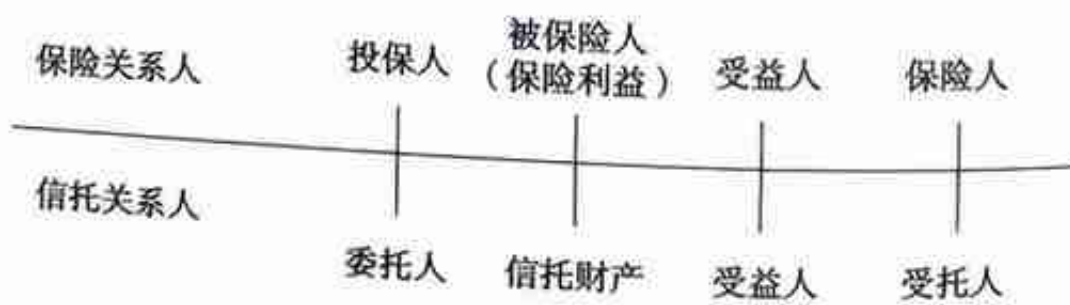 保险关系人 投保人 被保险人 受益人 保险人
（保险利益）
信托关系人
委托人 信托财产 受益人 受托人